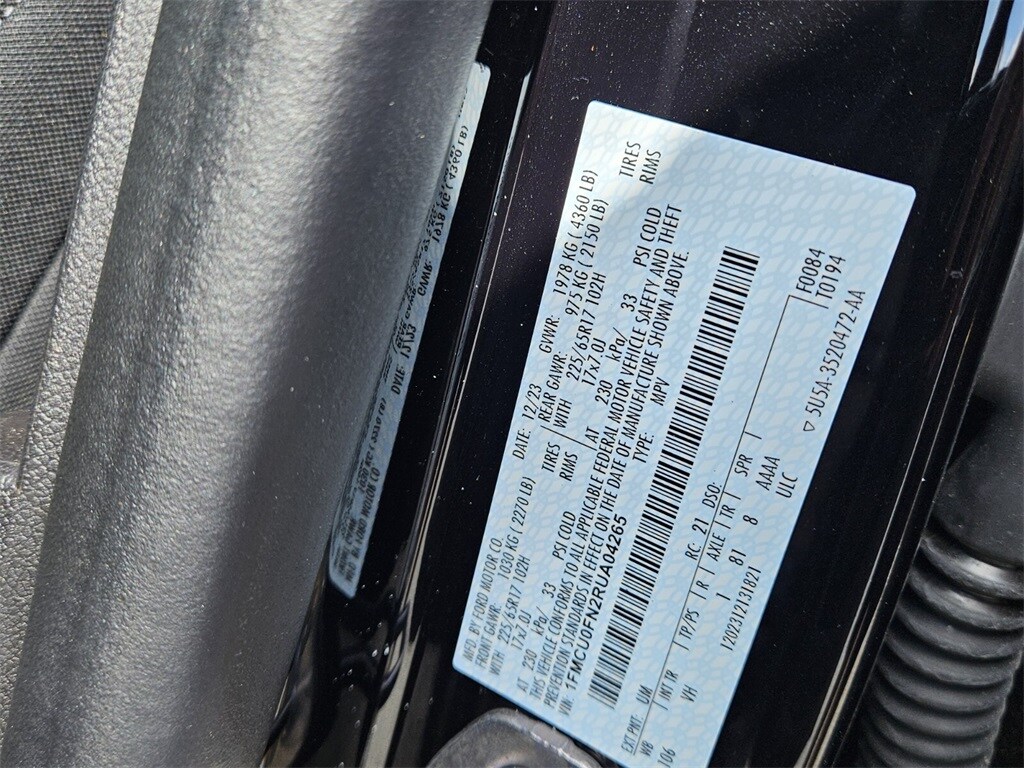 MFD. BY FORD MOTOR CO. DATE: 12/23 GVWR: 1978 KG ( 4360 LB)
FRONT GAWR: 1030 KG ( 2270 LB) REAR GAWR: 975 KG ( 2150 LB)
WITH 225/65R17 102H TIRES WITH 225/65R17 102H TIRES
17x7.0J RIMS 17x7.0J RIMS
AT 230 kPa/ 33 PSI COLD AT 230 kPa/ 33 PSI COLD
THIS VEHICLE CONFORMS TO ALL APPLICABLE FEDERAL MOTOR VEHICLE SAFETY AND THEFT
PREVENTION STANDARDS IN EFFECT ON THE DATE OF MANUFACTURE SHOWN ABOVE.
VIN: 1FMCU0FN2RUA04265 TYPE: MPV
EXT PNT: UM RC: 21 DSO:
WB INT TR TP/PS R AXLE TR SPR F00084
106 VH 1 81 8 AAAA T0194
1202312131821 ULC
▽ 5U5A-3520472-AA